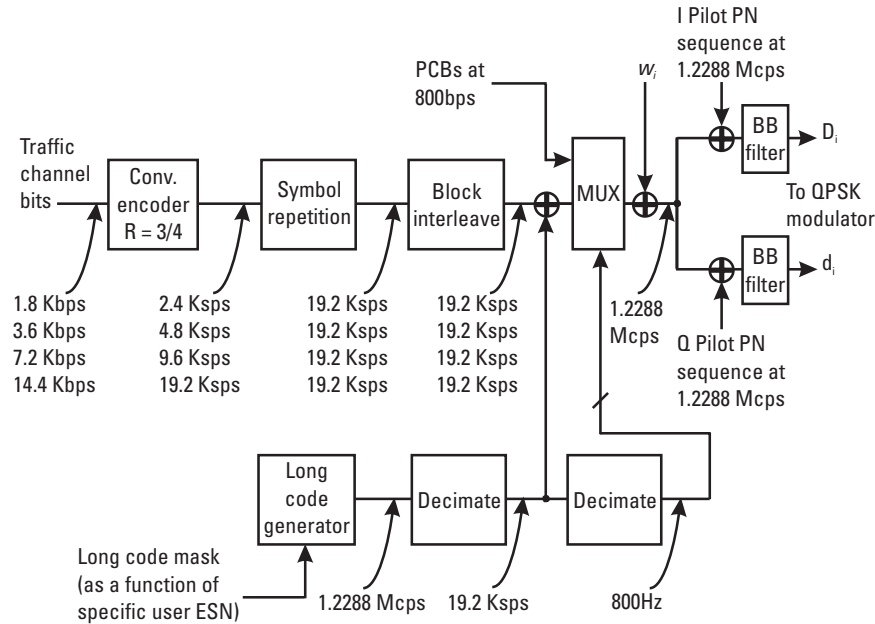 I Pilot PN
sequence at
1.2288 Mcps
PCBs at
800bps
w_i
Traffic
channel
bits
Conv.
encoder
R = 3/4
Symbol
repetition
Block
interleave
MUX
BB
filter
D_i
To QPSK
modulator
BB
filter
d_i
1.8 Kbps
3.6 Kbps
7.2 Kbps
14.4 Kbps
2.4 Ksps
4.8 Ksps
9.6 Ksps
19.2 Ksps
19.2 Ksps
19.2 Ksps
19.2 Ksps
19.2 Ksps
19.2 Ksps
19.2 Ksps
19.2 Ksps
19.2 Ksps
1.2288
Mcps
Q Pilot PN
sequence at
1.2288 Mcps
Long
code
generator
Decimate
Decimate
Long code mask
(as a function of
specific user ESN)
1.2288 Mcps
19.2 Ksps
800Hz